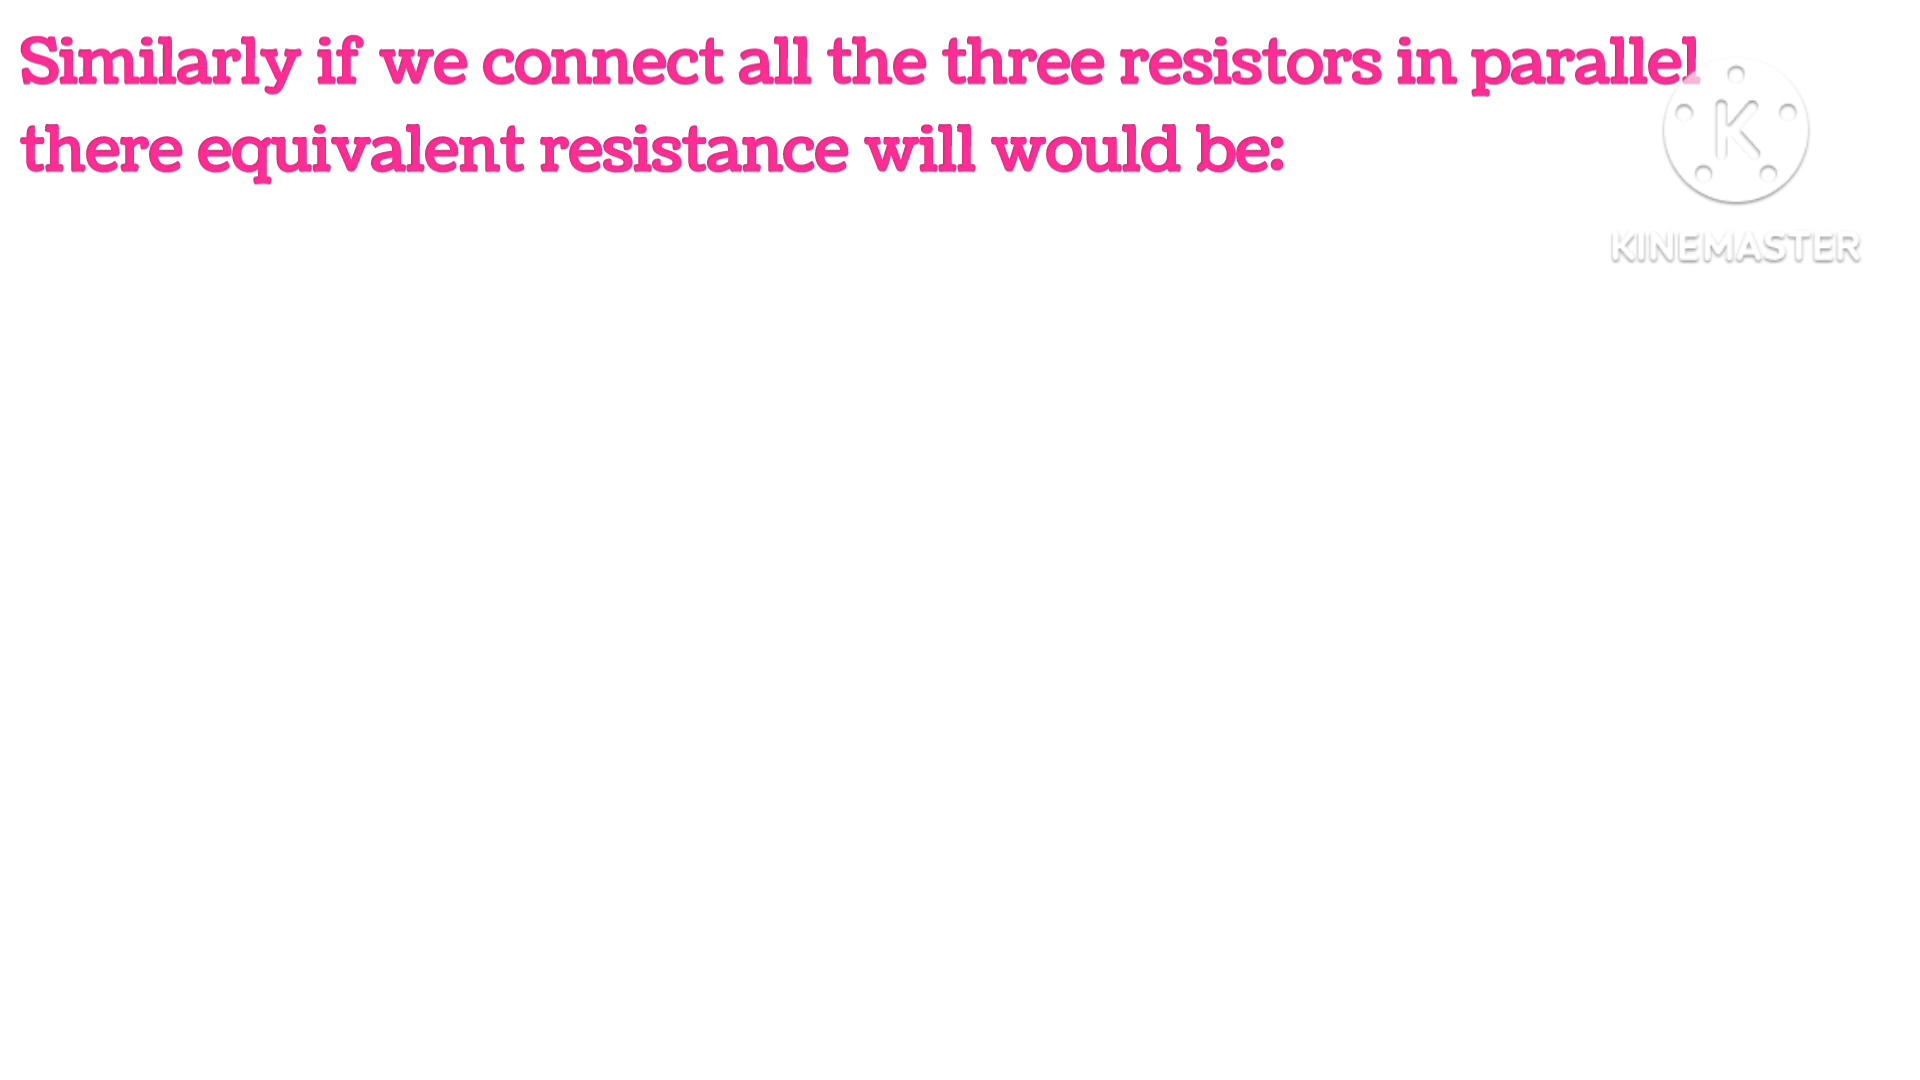 Similarly if we connect all the three resistors in parallel
there equivalent resistance will would be:
K
KINEMASTER